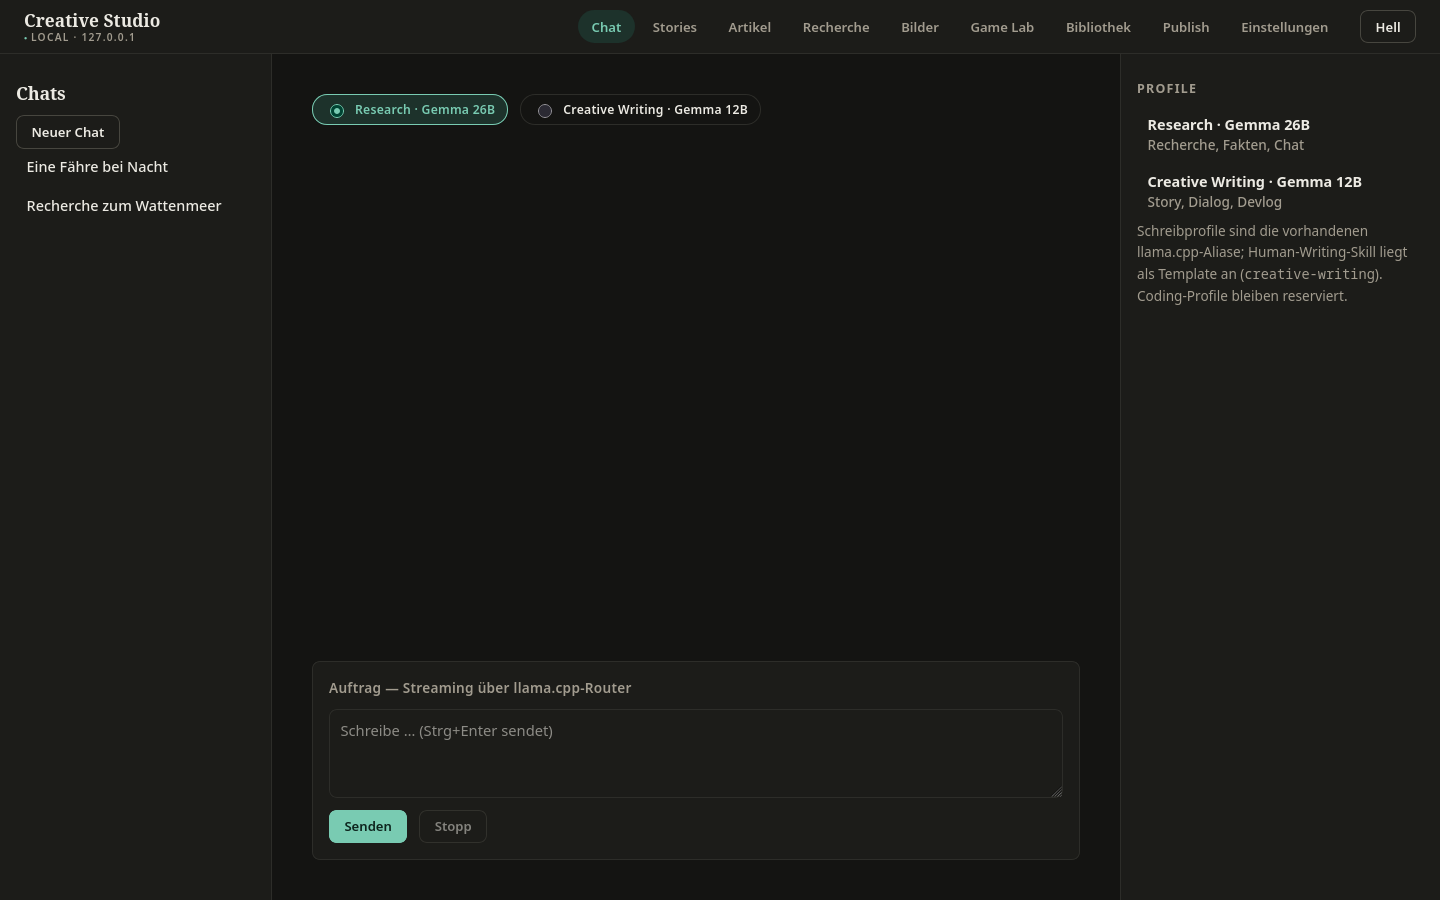 Creative Studio
• LOCAL · 127.0.0.1
Chat
Stories
Artikel
Recherche
Bilder
Game Lab
Bibliothek
Publish
Einstellungen
Hell
Chats
Neuer Chat
Eine Fähre bei Nacht
Recherche zum Wattenmeer
Research · Gemma 26B
Creative Writing · Gemma 12B
Auftrag — Streaming über llama.cpp-Router
Schreibe … (Strg+Enter sendet)
Senden
Stopp
PROFILE
Research · Gemma 26B
Recherche, Fakten, Chat
Creative Writing · Gemma 12B
Story, Dialog, Devlog
Schreibprofile sind die vorhandenen
llama.cpp-Aliase; Human-Writing-Skill liegt
als Template an (creative-writing).
Coding-Profile bleiben reserviert.